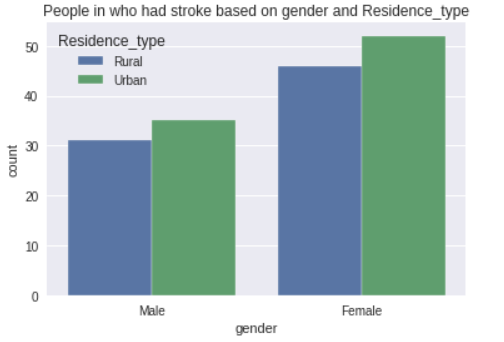 People in who had stroke based on gender and Residence_type
Residence_type
Rural
Urban
50
40
30
20
10
0
count
Male
Female
gender